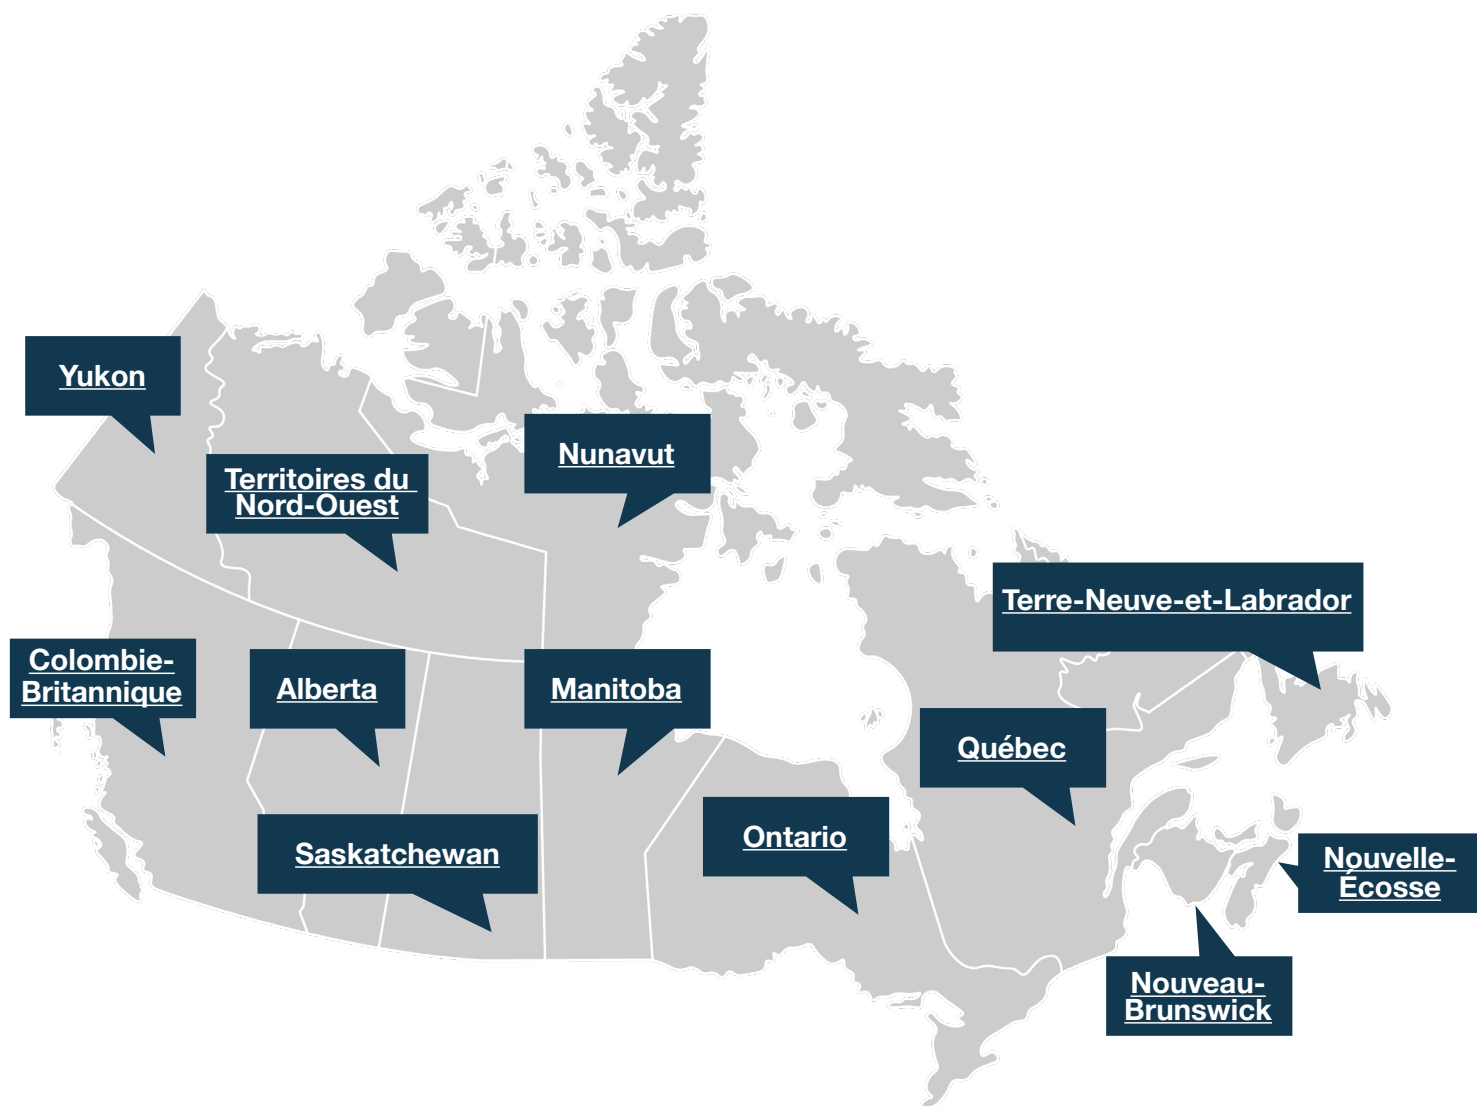 Yukon
Nunavut
Territoires du
Nord-Ouest
Terre-Neuve-et-Labrador
Colombie-
Britannique
Alberta
Manitoba
Québec
Ontario
Saskatchewan
Nouvelle-
Écosse
Nouveau-
Brunswick